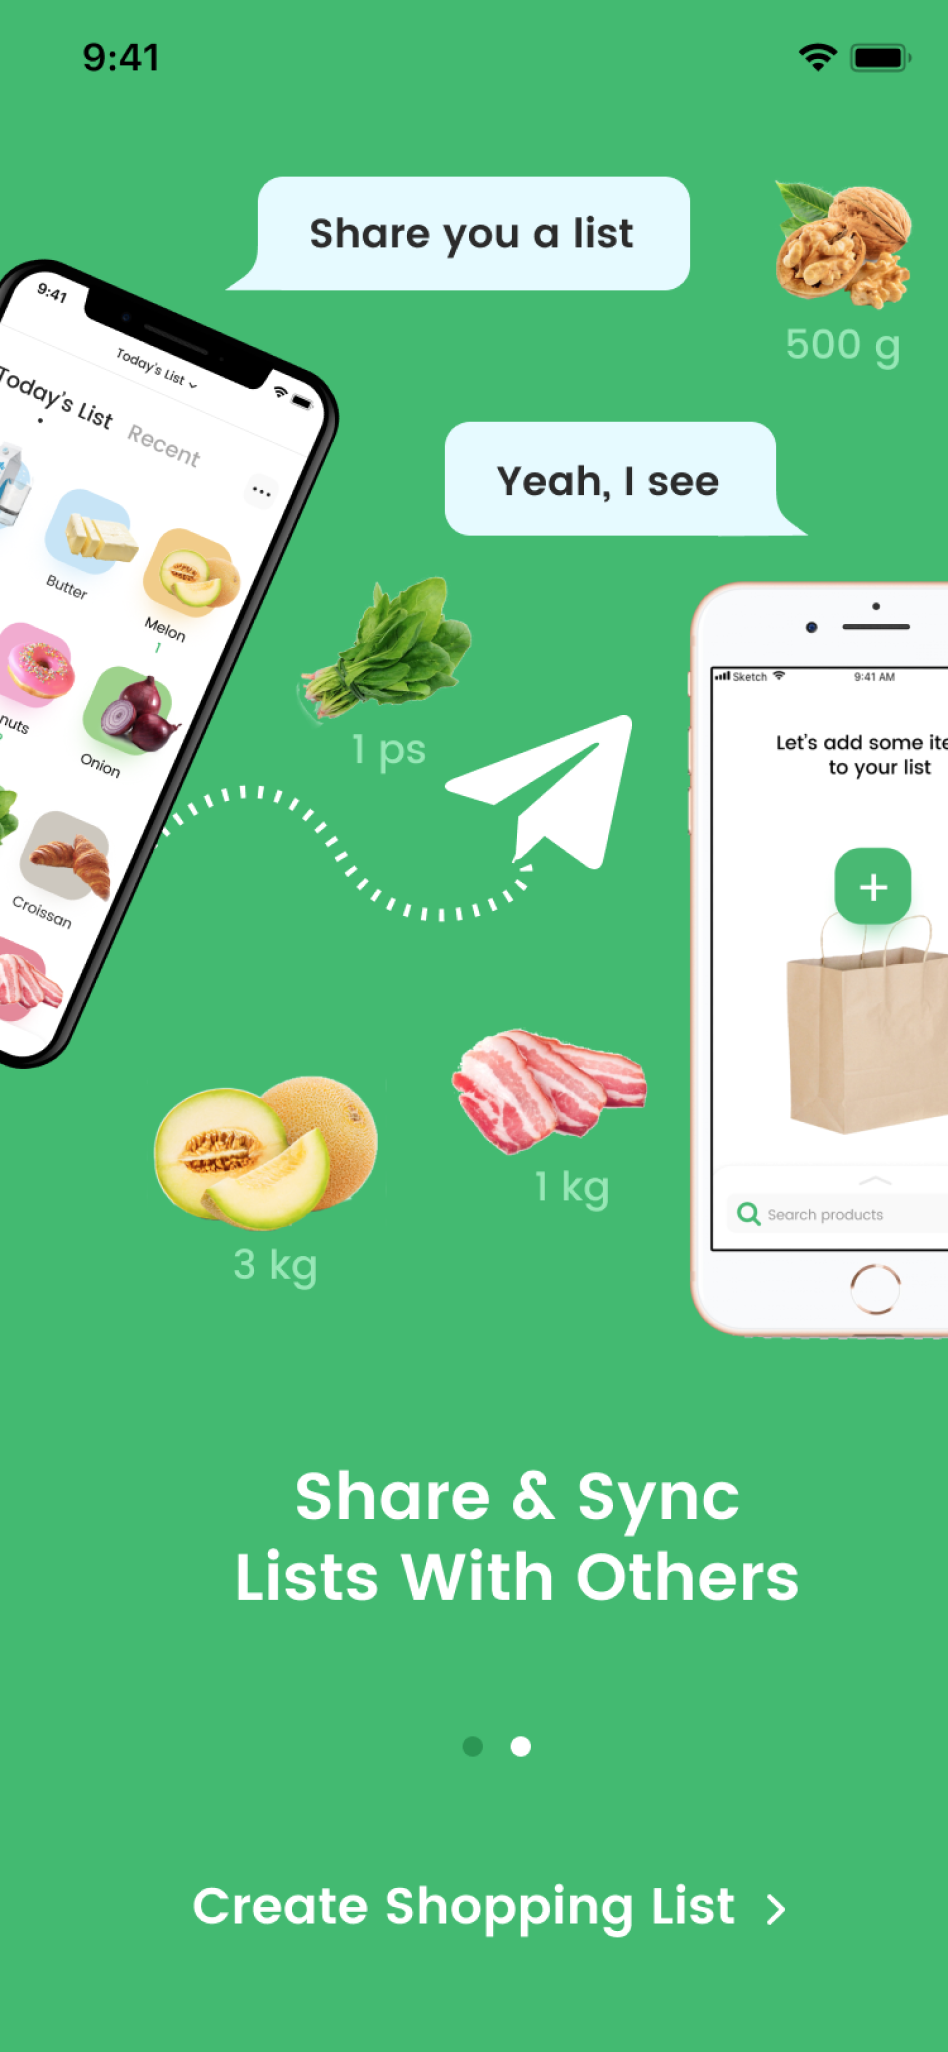 9:41
Share you a list
500 g
9:41
Today's List
Today's List Recent
Yeah, I see
Butter
Melon
1
nuts
Onion
1 ps
Sketch 9:41 AM
Let's add some ite
to your list
Croissan
1 kg
Search products
3 kg
Share & Sync
Lists With Others
Create Shopping List